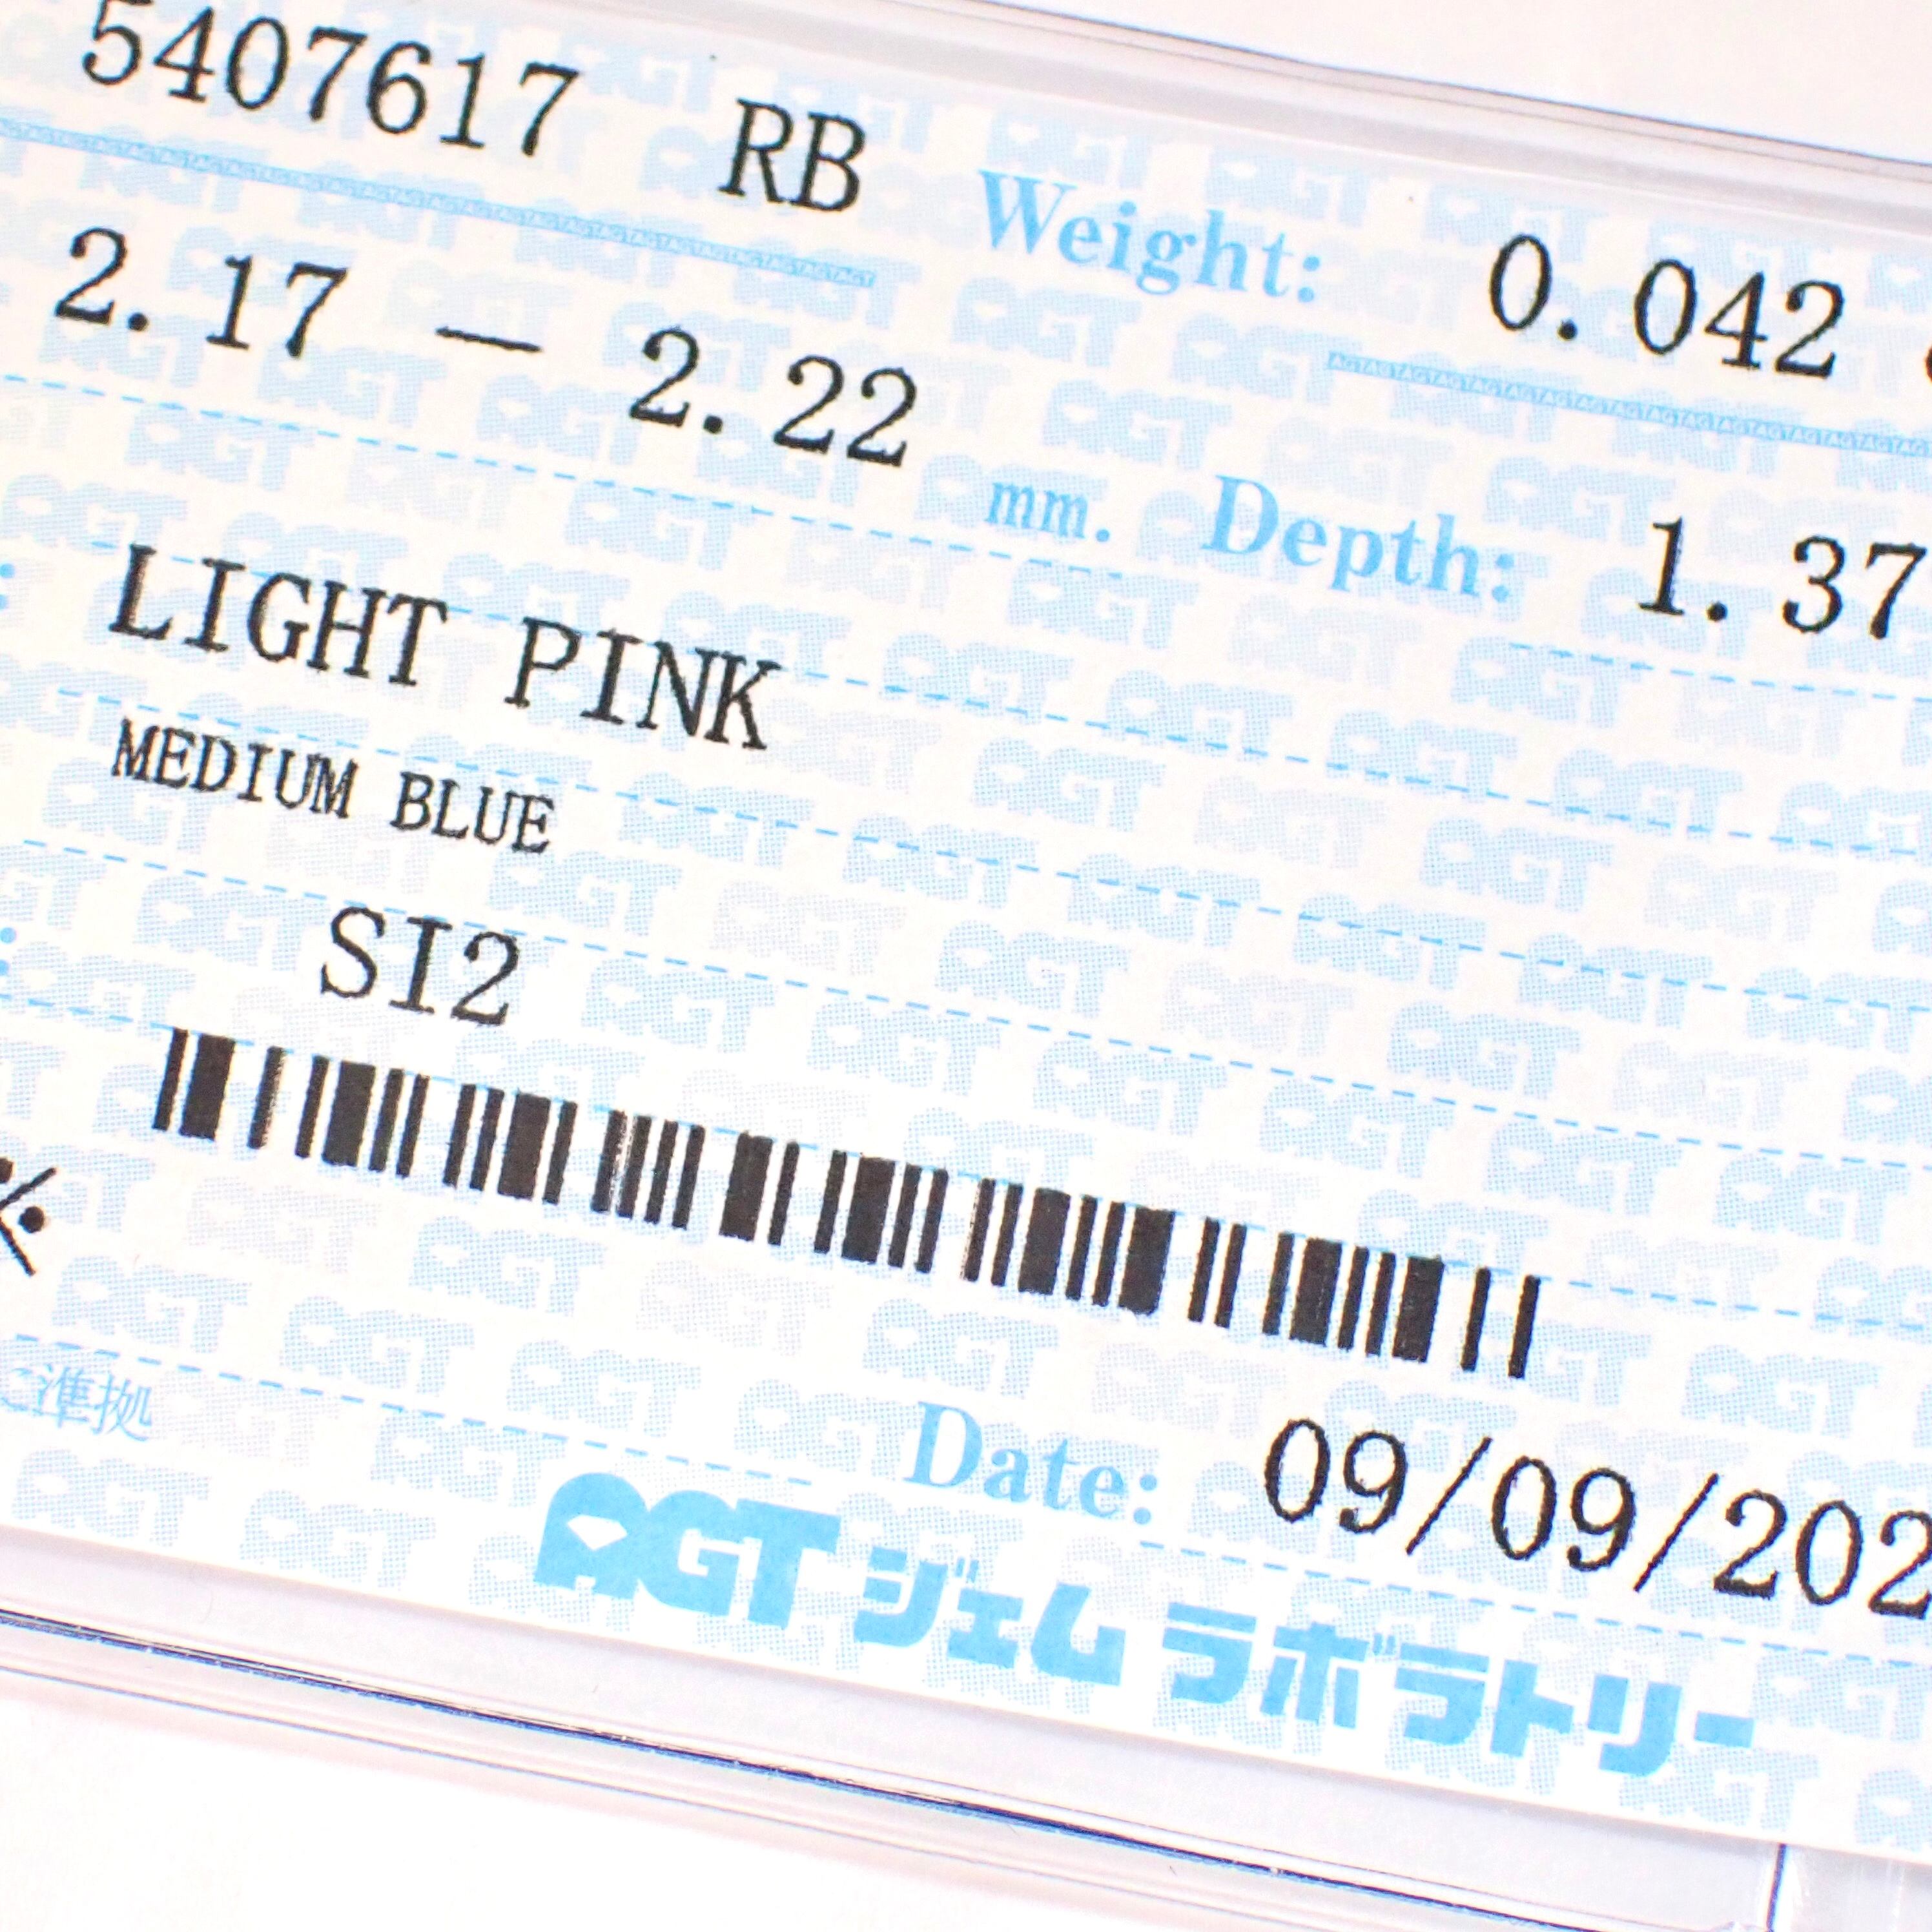 5407617 RB Weight: 0.042
2.17 — 2.22 mm. Depth: 1.37
: LIGHT PINK
MEDIUM BLUE
: SI2
※
に準拠
Date: 09/09/202
AGT ジェム ラボラトリー